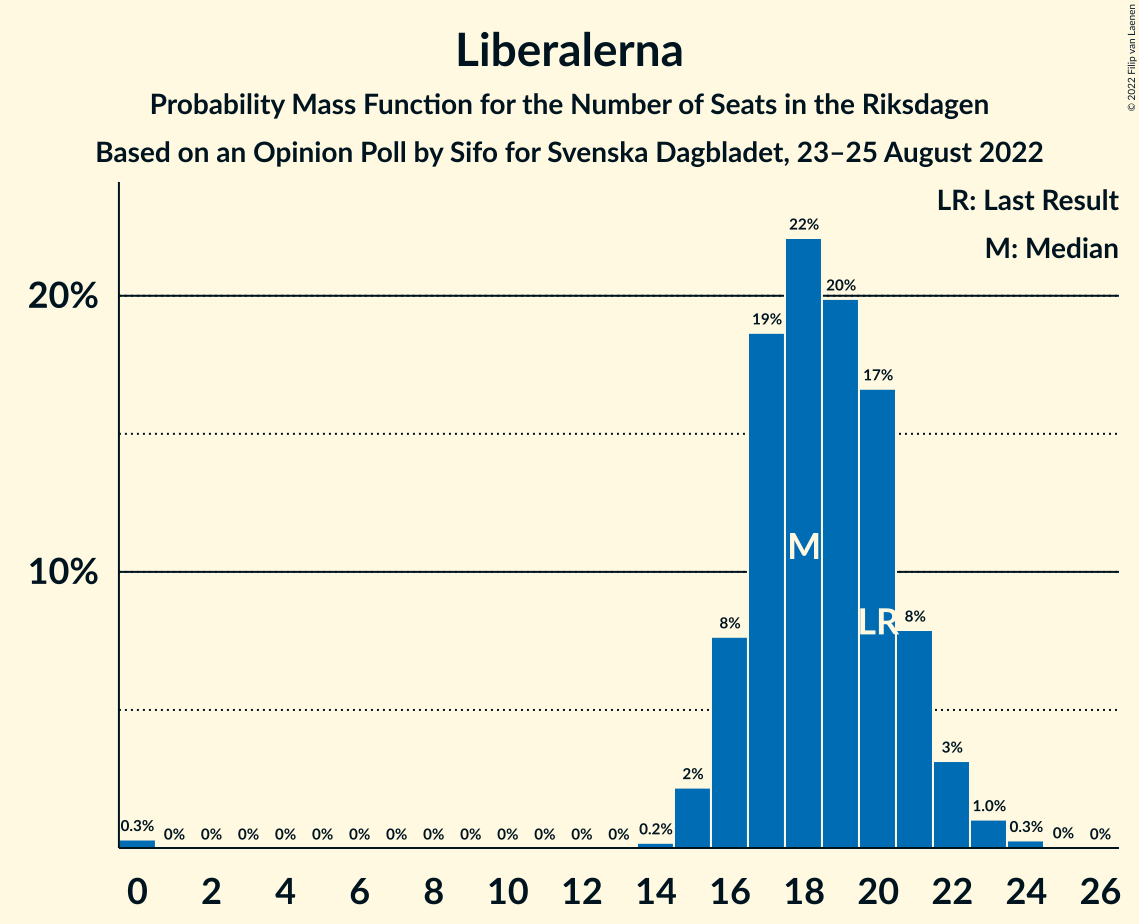 Liberalerna
Probability Mass Function for the Number of Seats in the Riksdagen
Based on an Opinion Poll by Sifo for Svenska Dagbladet, 23–25 August 2022
© 2022 Filip van Laenen
LR: Last Result
M: Median
20%
10%
0.3% 0% 0% 0% 0% 0% 0% 0% 0% 0% 0% 0% 0% 0% 0.2% 2% 8% 19% 22% 20% 17% 8% 3% 1.0% 0.3% 0% 0%
M
LR
0 2 4 6 8 10 12 14 16 18 20 22 24 26